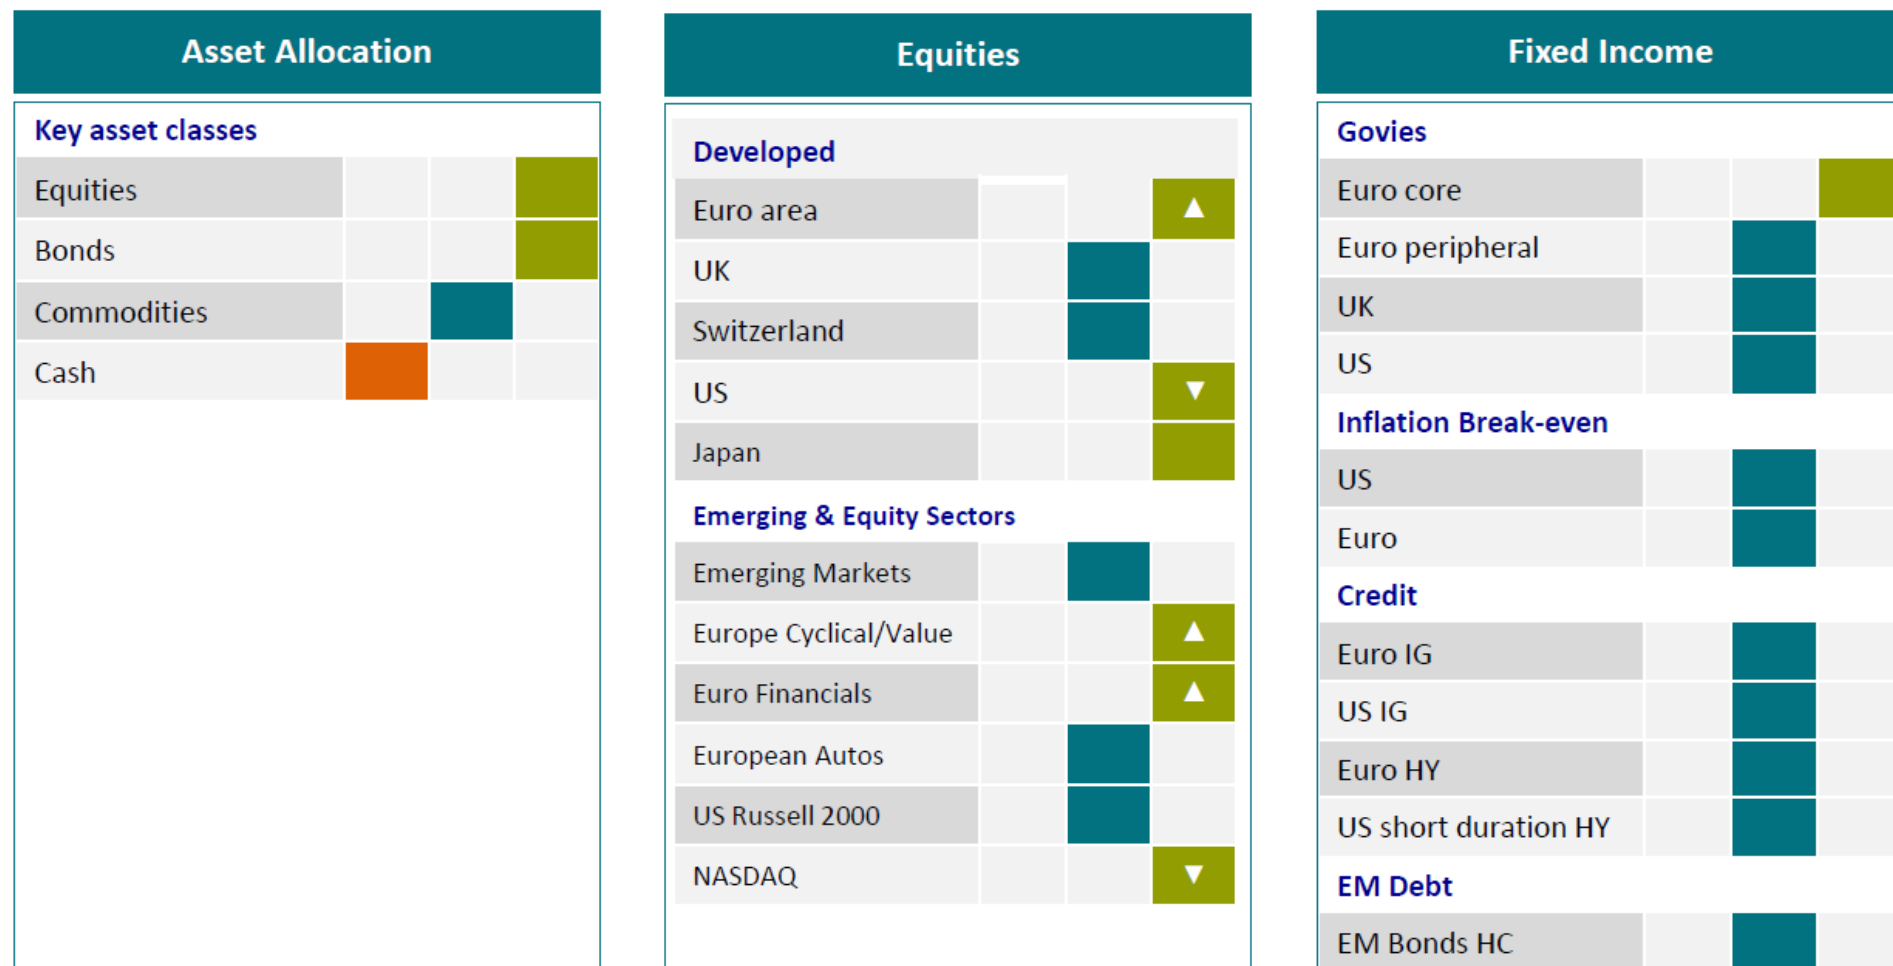 Asset Allocation
Key asset classes
Equities
Bonds
Commodities
Cash
Equities
Developed
Euro area ▲
UK
Switzerland
US ▼
Japan
Emerging & Equity Sectors
Emerging Markets
Europe Cyclical/Value ▲
Euro Financials ▲
European Autos
US Russell 2000
NASDAQ ▼
Fixed Income
Govies
Euro core
Euro peripheral
UK
US
Inflation Break-even
US
Euro
Credit
Euro IG
US IG
Euro HY
US short duration HY
EM Debt
EM Bonds HC